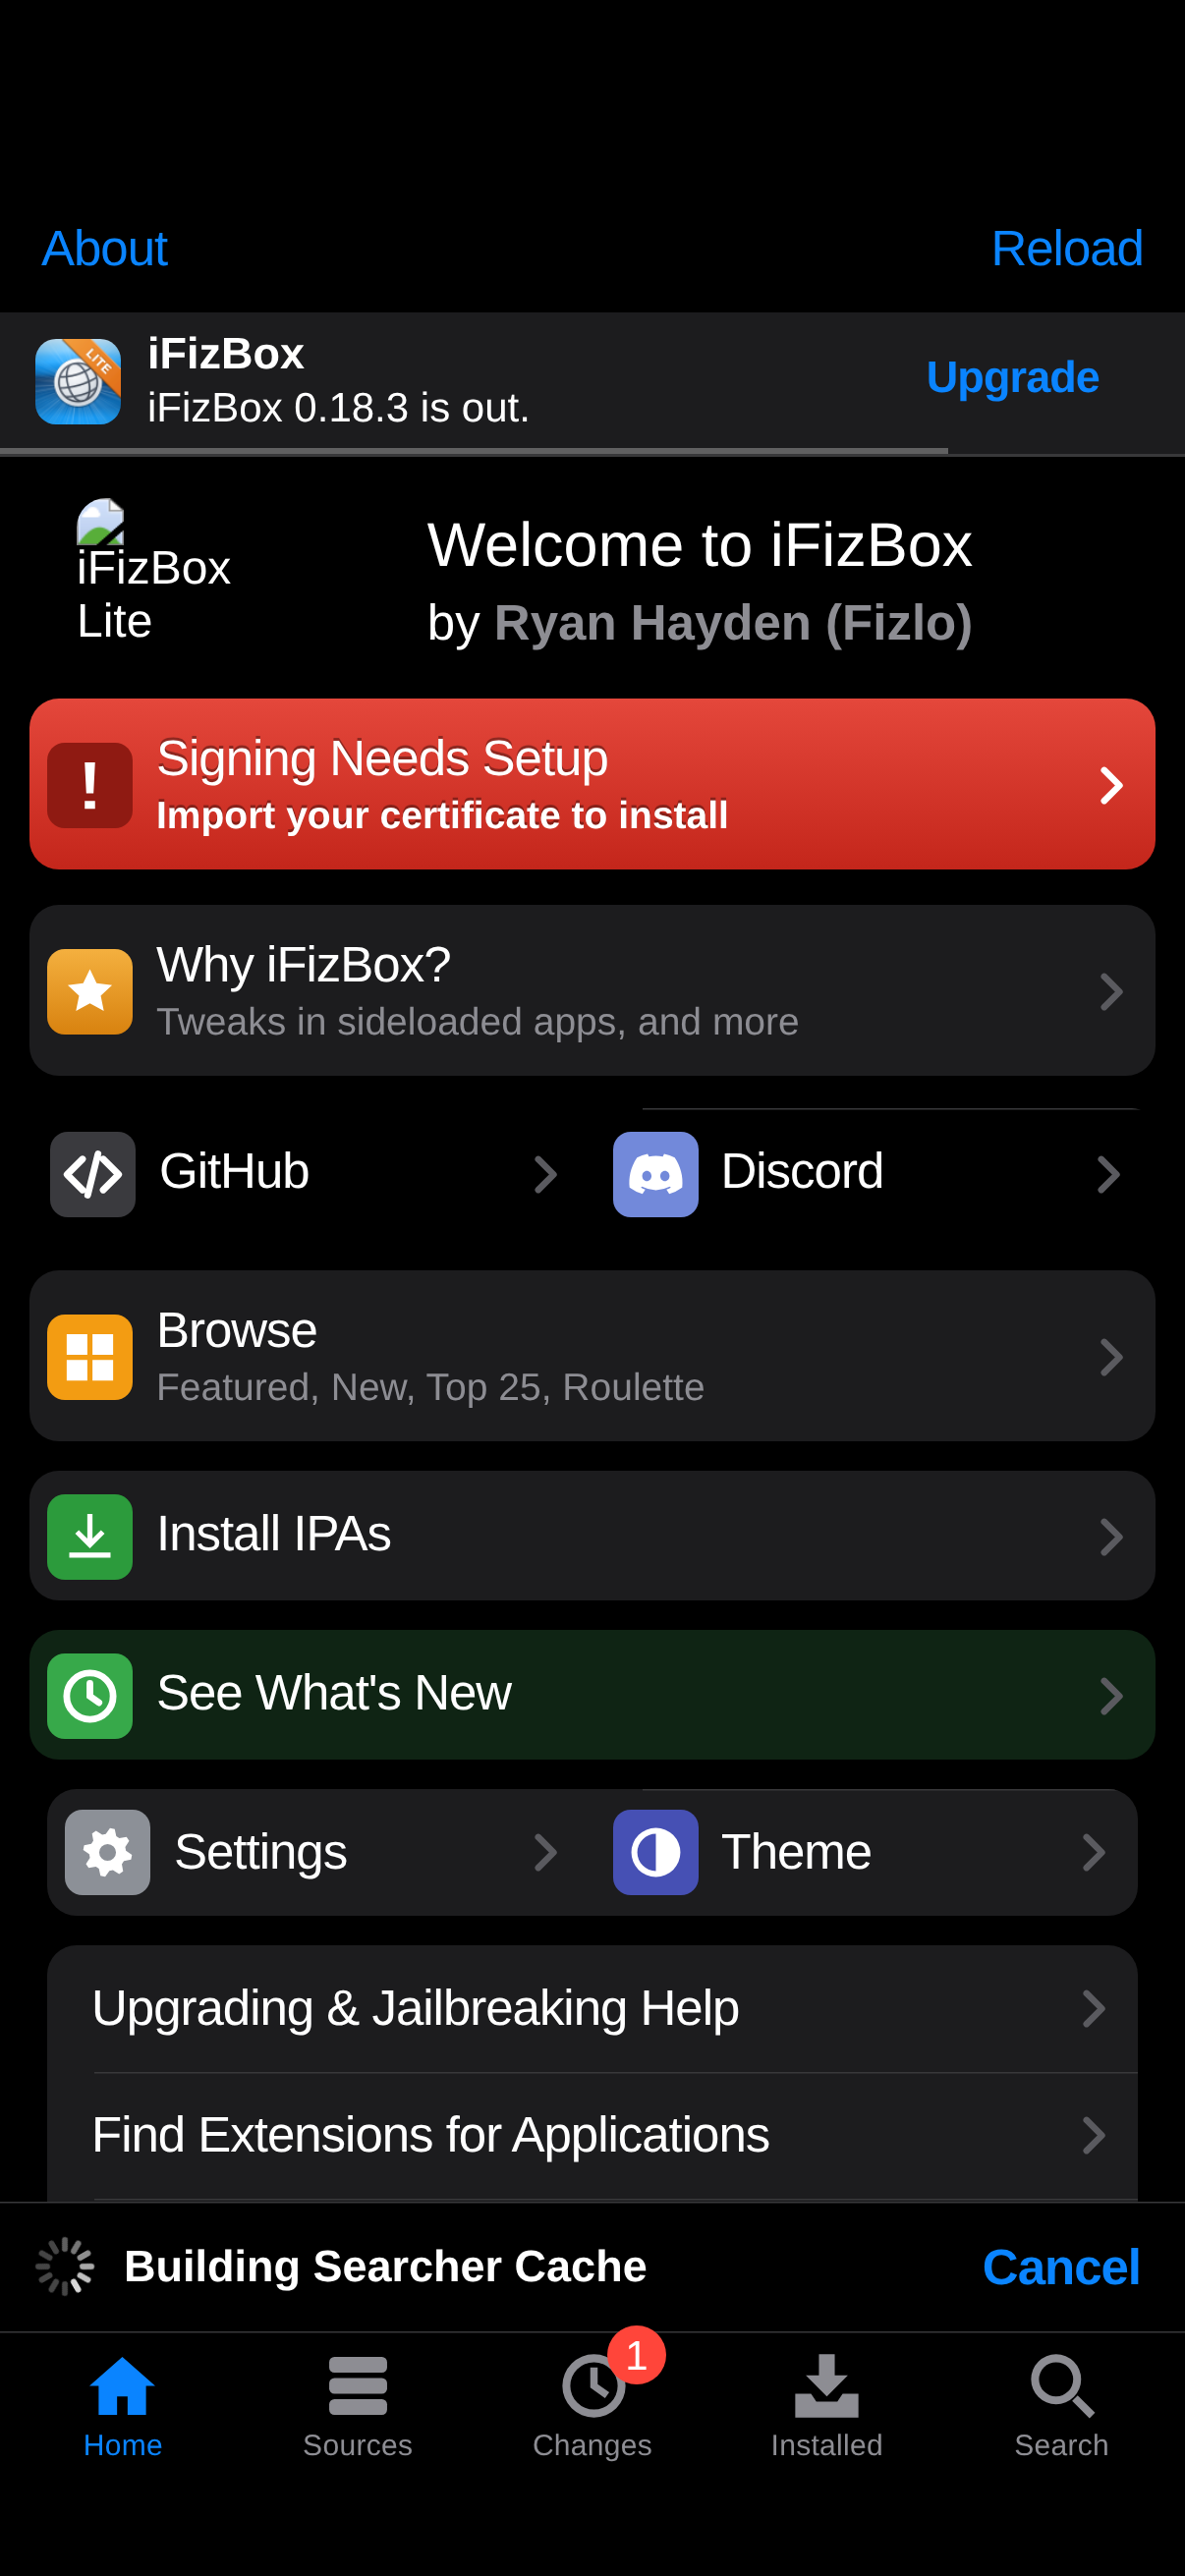 About
Reload
LITE
iFizBox
iFizBox 0.18.3 is out.
Upgrade
iFizBox
Lite
Welcome to iFizBox
by Ryan Hayden (Fizlo)
Signing Needs Setup
Import your certificate to install
Why iFizBox?
Tweaks in sideloaded apps, and more
GitHub
Discord
Browse
Featured, New, Top 25, Roulette
Install IPAs
See What's New
Settings
Theme
Upgrading & Jailbreaking Help
Find Extensions for Applications
Building Searcher Cache
Cancel
1
Home
Sources
Changes
Installed
Search